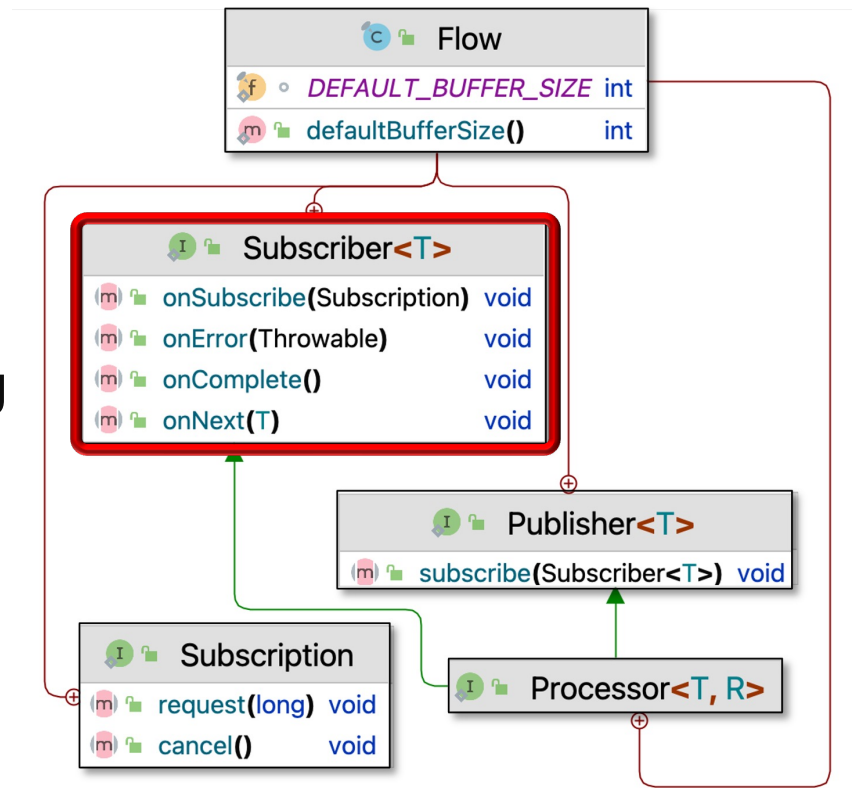 C Flow
f DEFAULT_BUFFER_SIZE int
m defaultBufferSize() int
I Subscriber<T>
m onSubscribe(Subscription) void
m onError(Throwable) void
m onComplete() void
m onNext(T) void
g
I Publisher<T>
m subscribe(Subscriber<T>) void
I Subscription
m request(long) void
m cancel() void
I Processor<T, R>